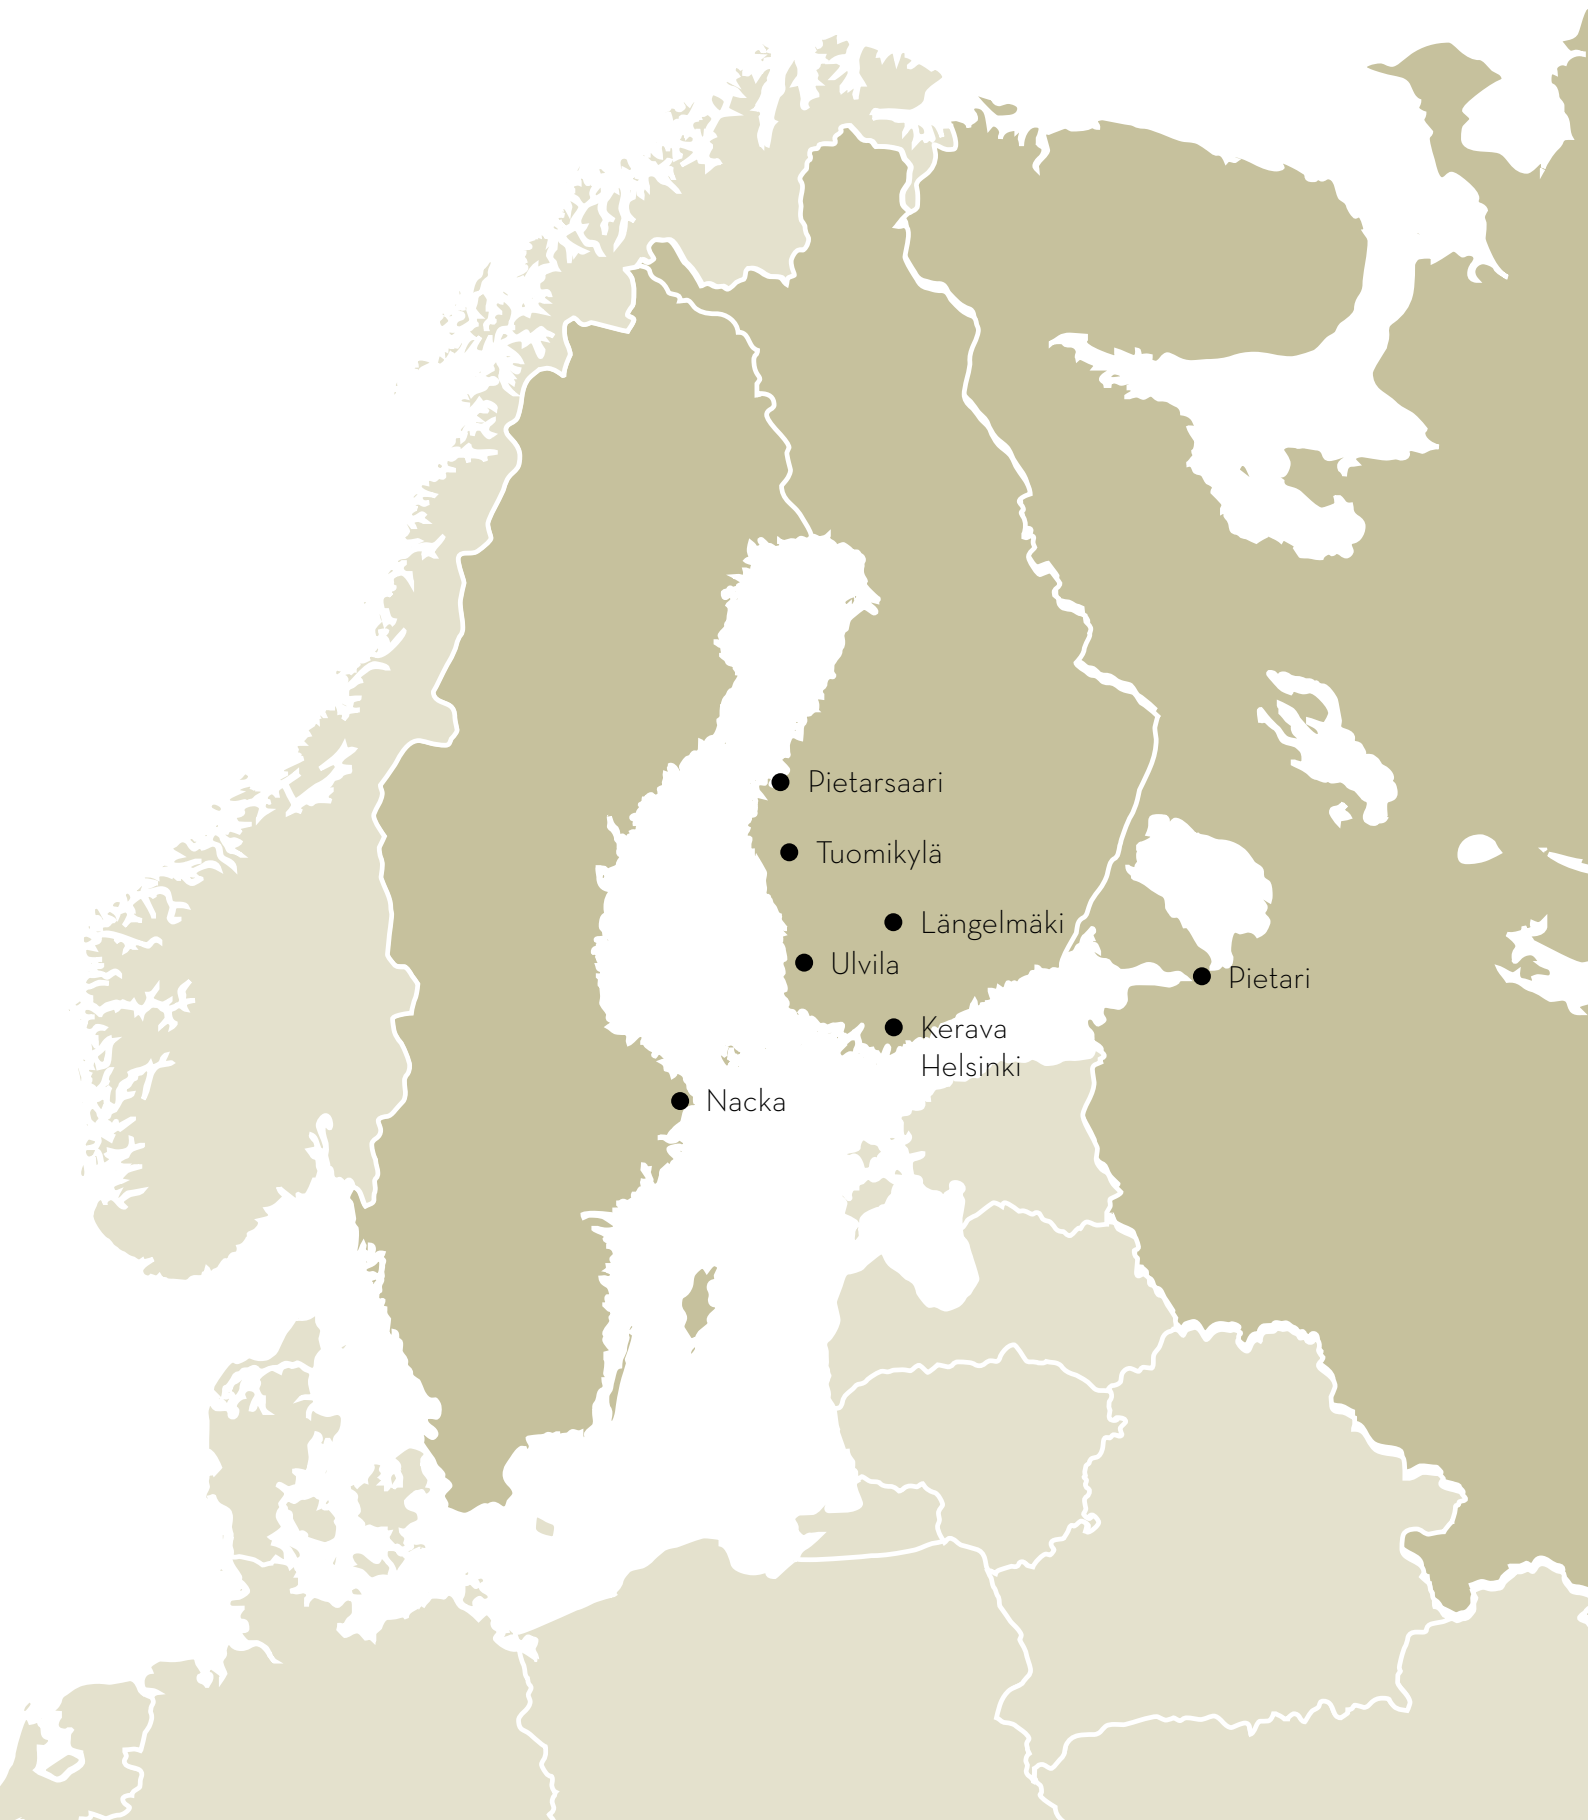 Pietarsaari
Tuomikylä
Längelmäki
Ulvila
Pietari
Kerava
Helsinki
Nacka